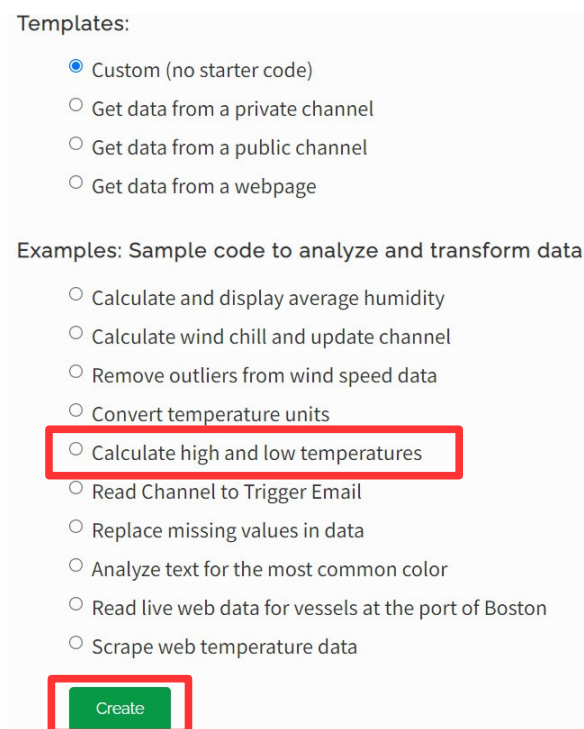 Templates:
Custom (no starter code)
Get data from a private channel
Get data from a public channel
Get data from a webpage
Examples: Sample code to analyze and transform data
Calculate and display average humidity
Calculate wind chill and update channel
Remove outliers from wind speed data
Convert temperature units
Calculate high and low temperatures
Read Channel to Trigger Email
Replace missing values in data
Analyze text for the most common color
Read live web data for vessels at the port of Boston
Scrape web temperature data
Create